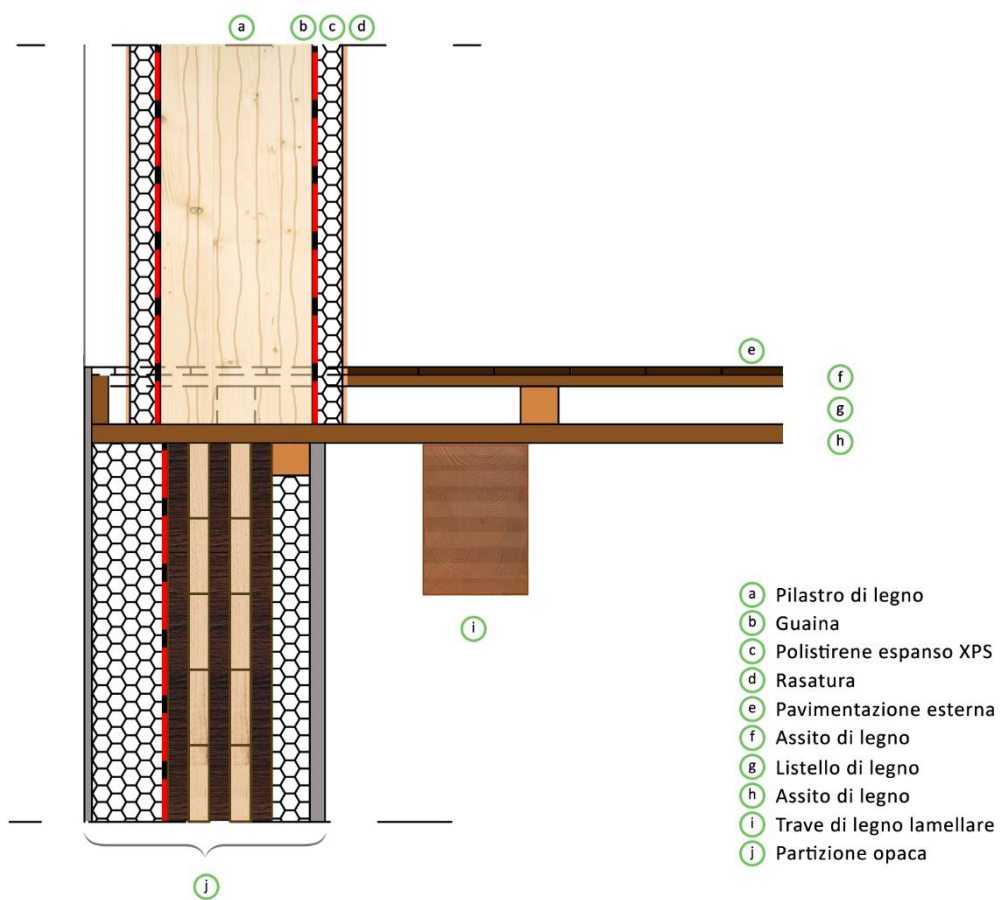 a b c d
e
f
g
h
i
a Pilastro di legno
b Guaina
c Polistirene espanso XPS
d Rasatura
e Pavimentazione esterna
f Assito di legno
g Listello di legno
h Assito di legno
i Trave di legno lamellare
j Partizione opaca
j